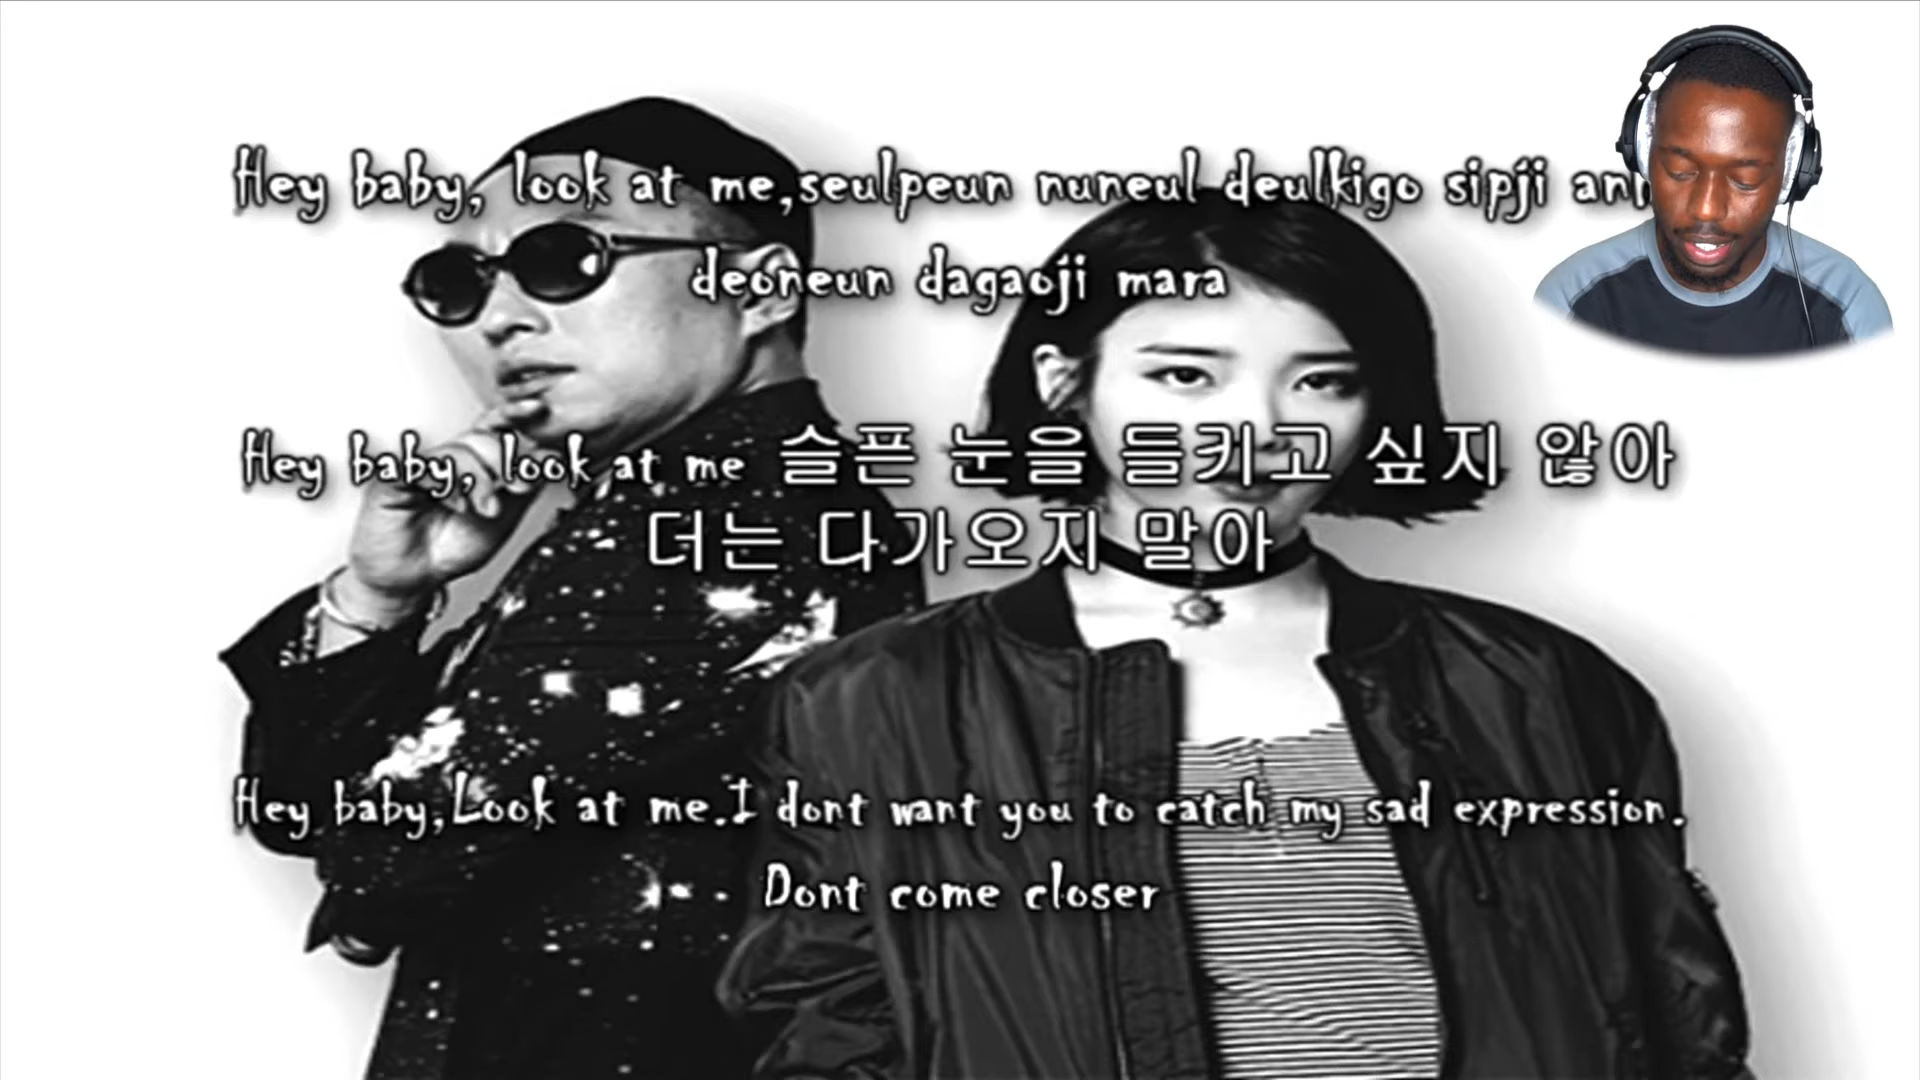 Hey baby, look at me,seulpeun nuneul deulkigo sipji
deoneun dagaoji mara
Hey baby, look at me 슬픈 눈을 들키고 싶지 않아
더는 다가오지 말아
Hey baby,Look at me.I dont want you to catch my sad expression.
Dont come closer